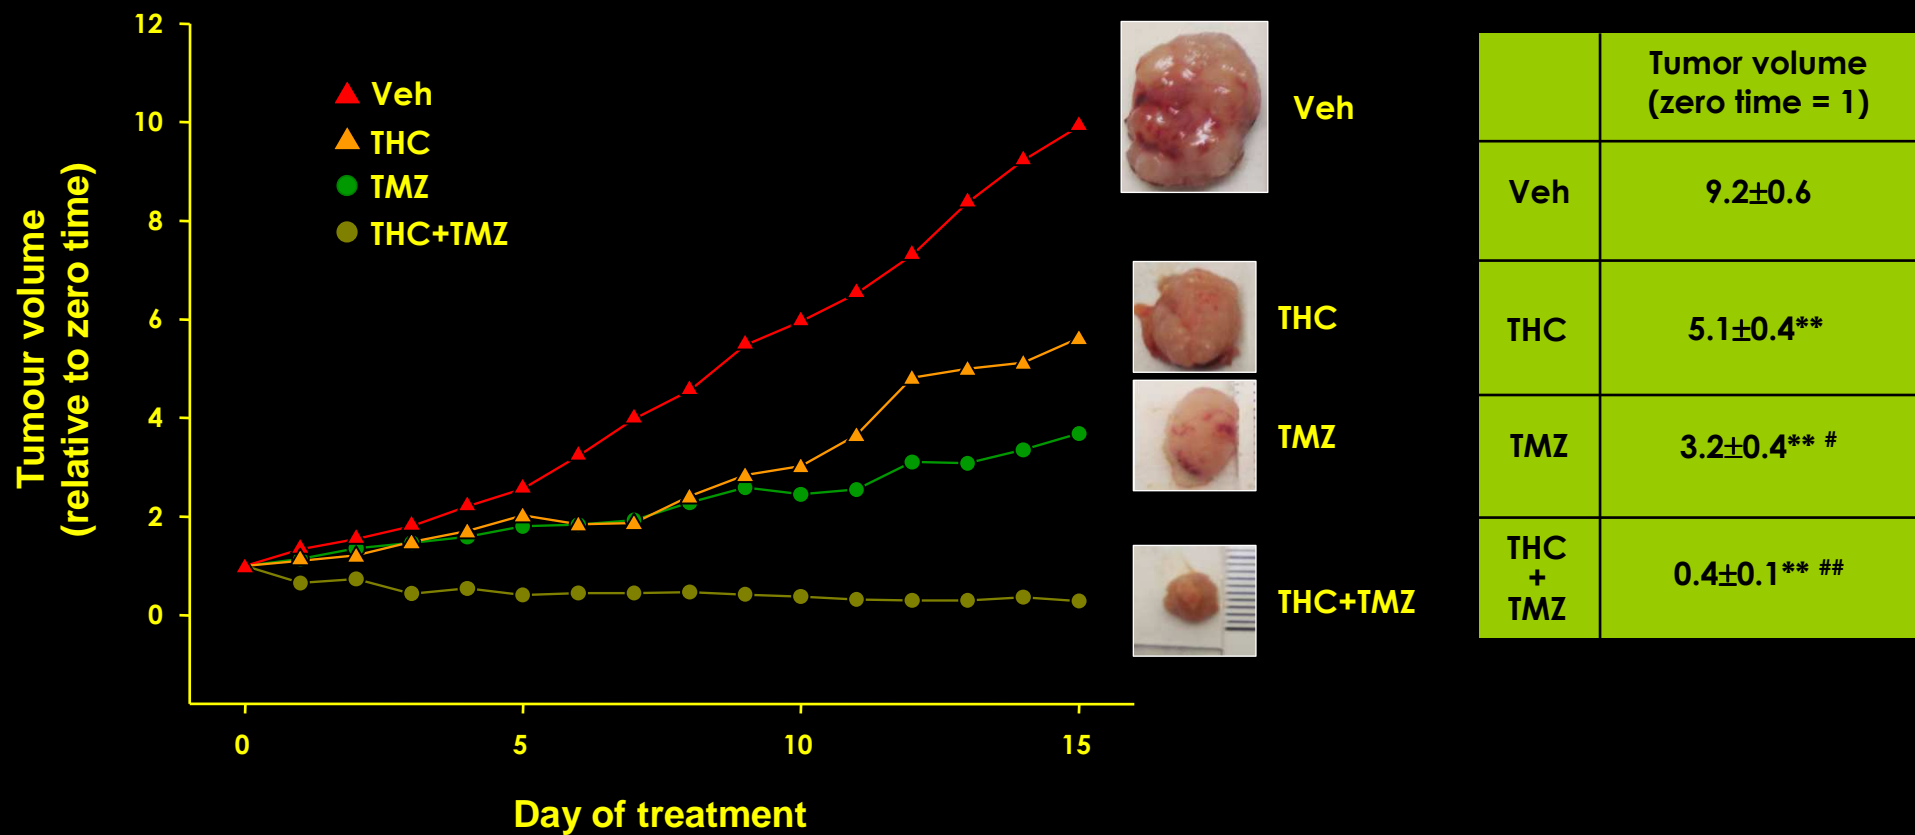 Tumour volume
(relative to zero time)
12
10
8
6
4
2
0
Veh
THC
TMZ
THC+TMZ
0
5
10
15
Day of treatment
Veh
THC
TMZ
THC+TMZ
Tumor volume
(zero time = 1)
Veh
9.2±0.6
THC
5.1±0.4**
TMZ
3.2±0.4** #
THC
+
TMZ
0.4±0.1** ##